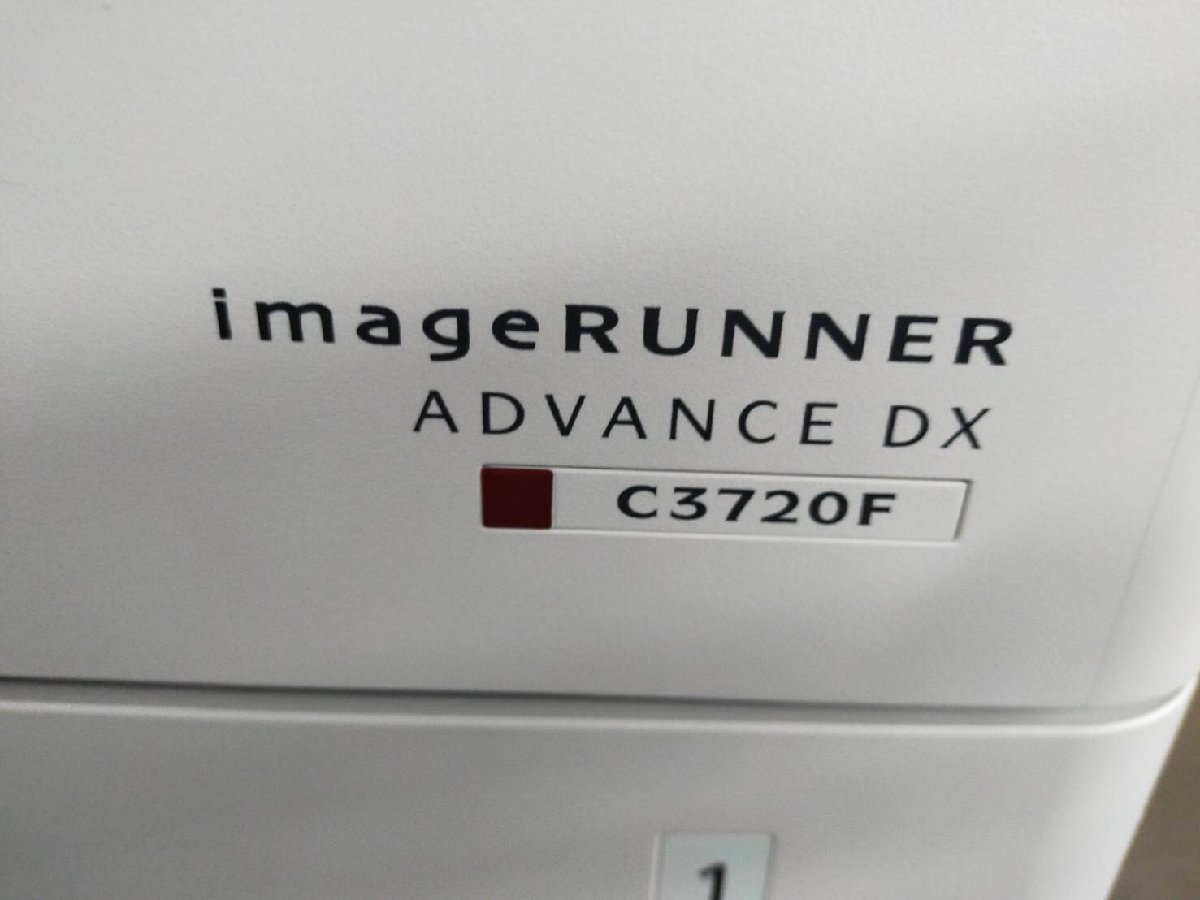 imageRUNNER
ADVANCE DX
C3720F
1